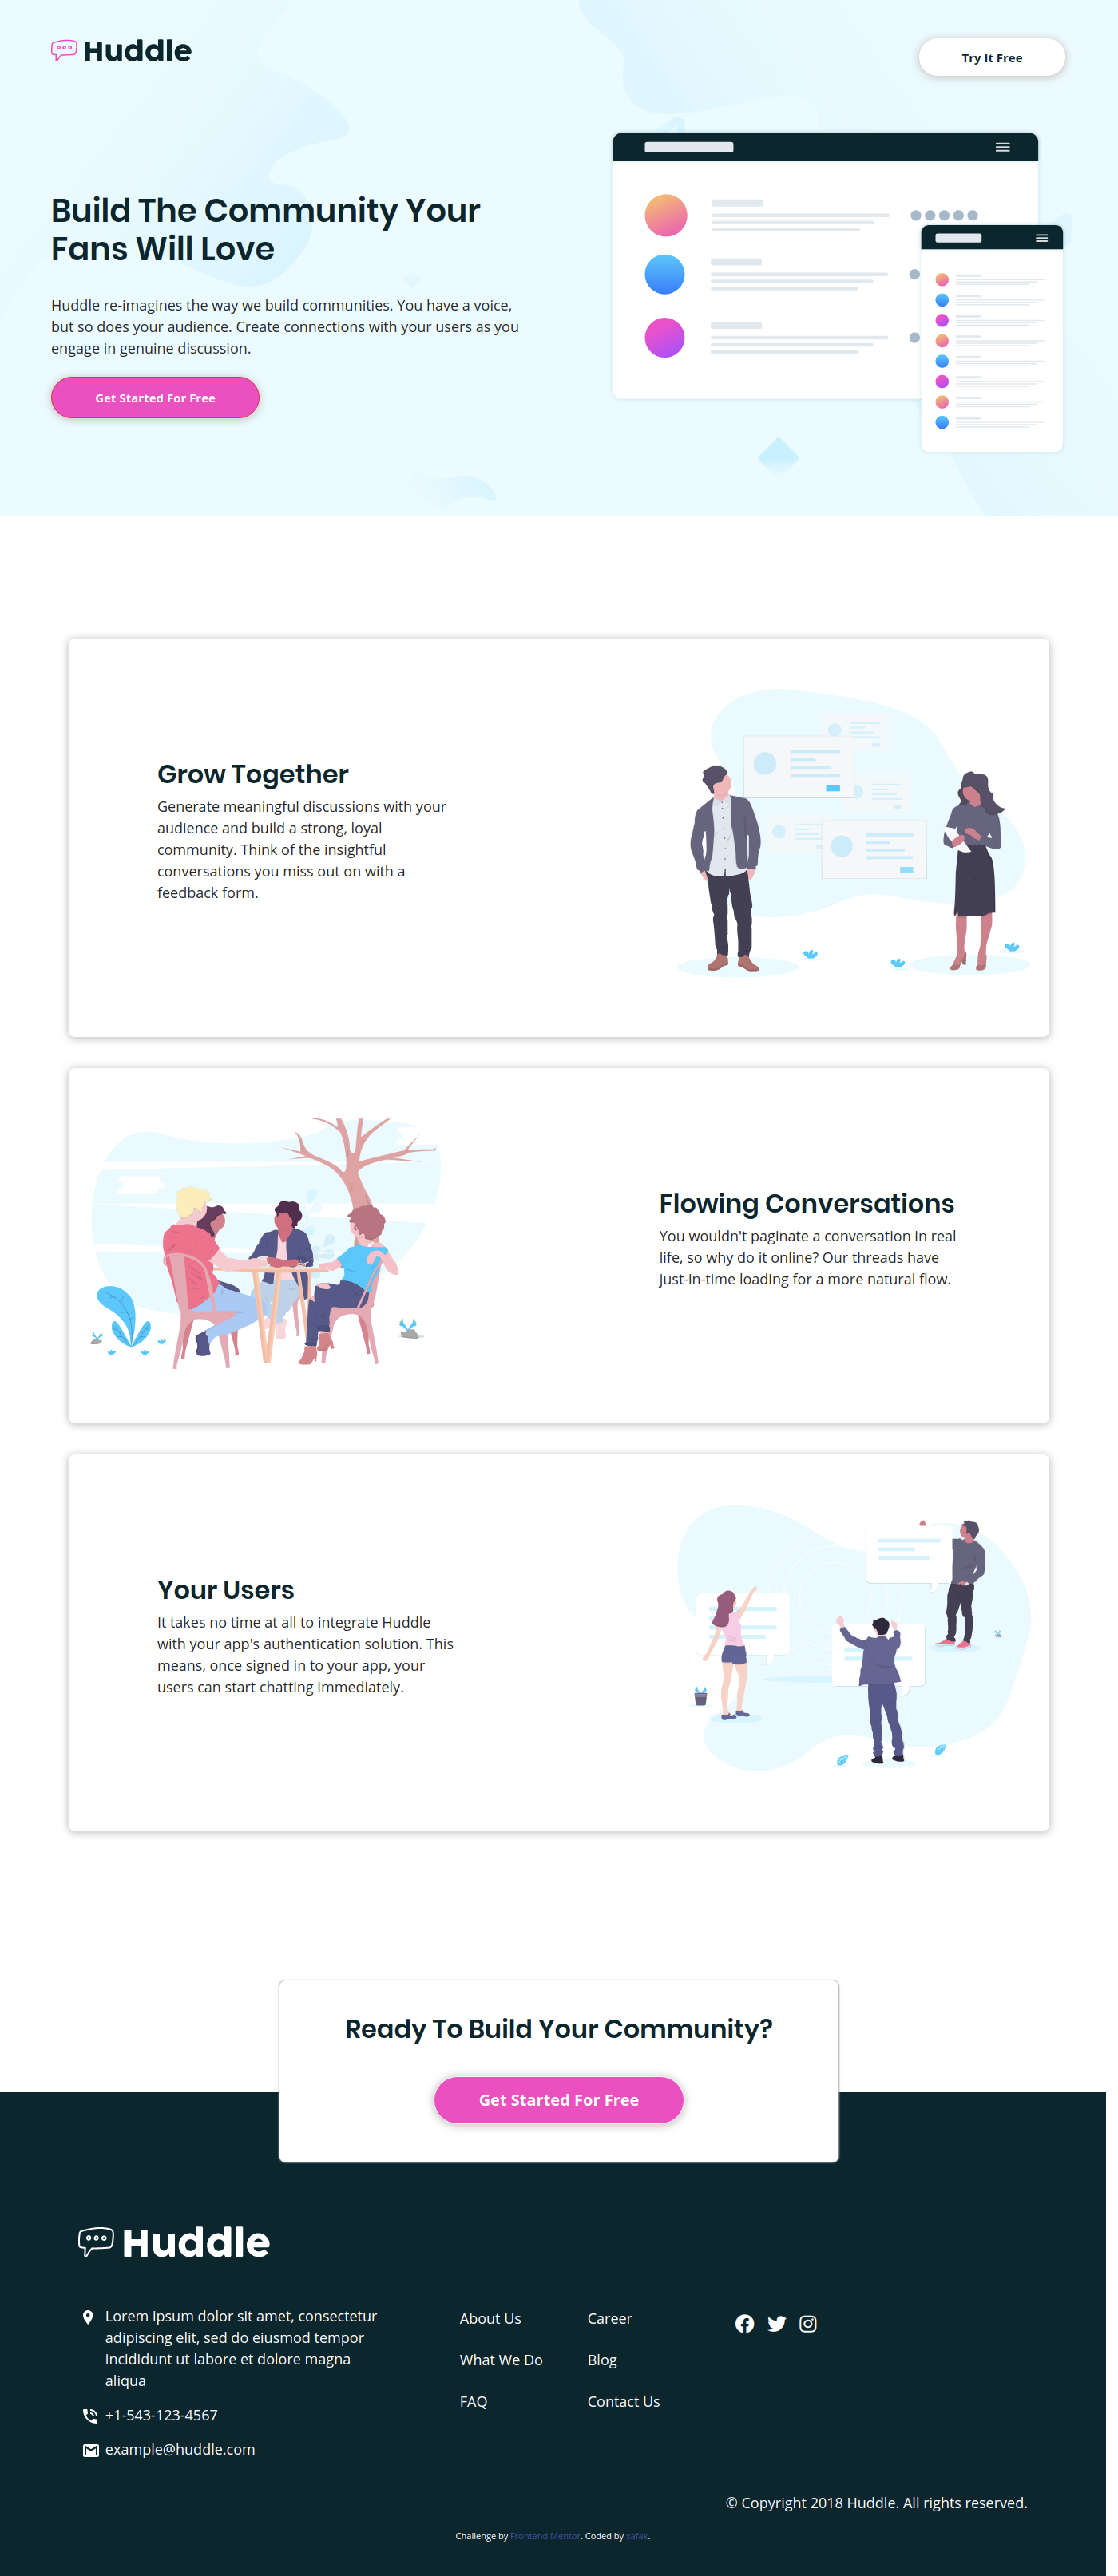 Huddle
Try It Free
Build The Community Your
Fans Will Love
Huddle re-imagines the way we build communities. You have a voice,
but so does your audience. Create connections with your users as you
engage in genuine discussion.
Get Started For Free
Grow Together
Generate meaningful discussions with your
audience and build a strong, loyal
community. Think of the insightful
conversations you miss out on with a
feedback form.
Flowing Conversations
You wouldn't paginate a conversation in real
life, so why do it online? Our threads have
just-in-time loading for a more natural flow.
Your Users
It takes no time at all to integrate Huddle
with your app's authentication solution. This
means, once signed in to your app, your
users can start chatting immediately.
Ready To Build Your Community?
Get Started For Free
Huddle
Lorem ipsum dolor sit amet, consectetur
adipiscing elit, sed do eiusmod tempor
incididunt ut labore et dolore magna
aliqua
+1-543-123-4567
example@huddle.com
About Us
What We Do
FAQ
Career
Blog
Contact Us
© Copyright 2018 Huddle. All rights reserved.
Challenge by Frontend Mentor. Coded by xafak.